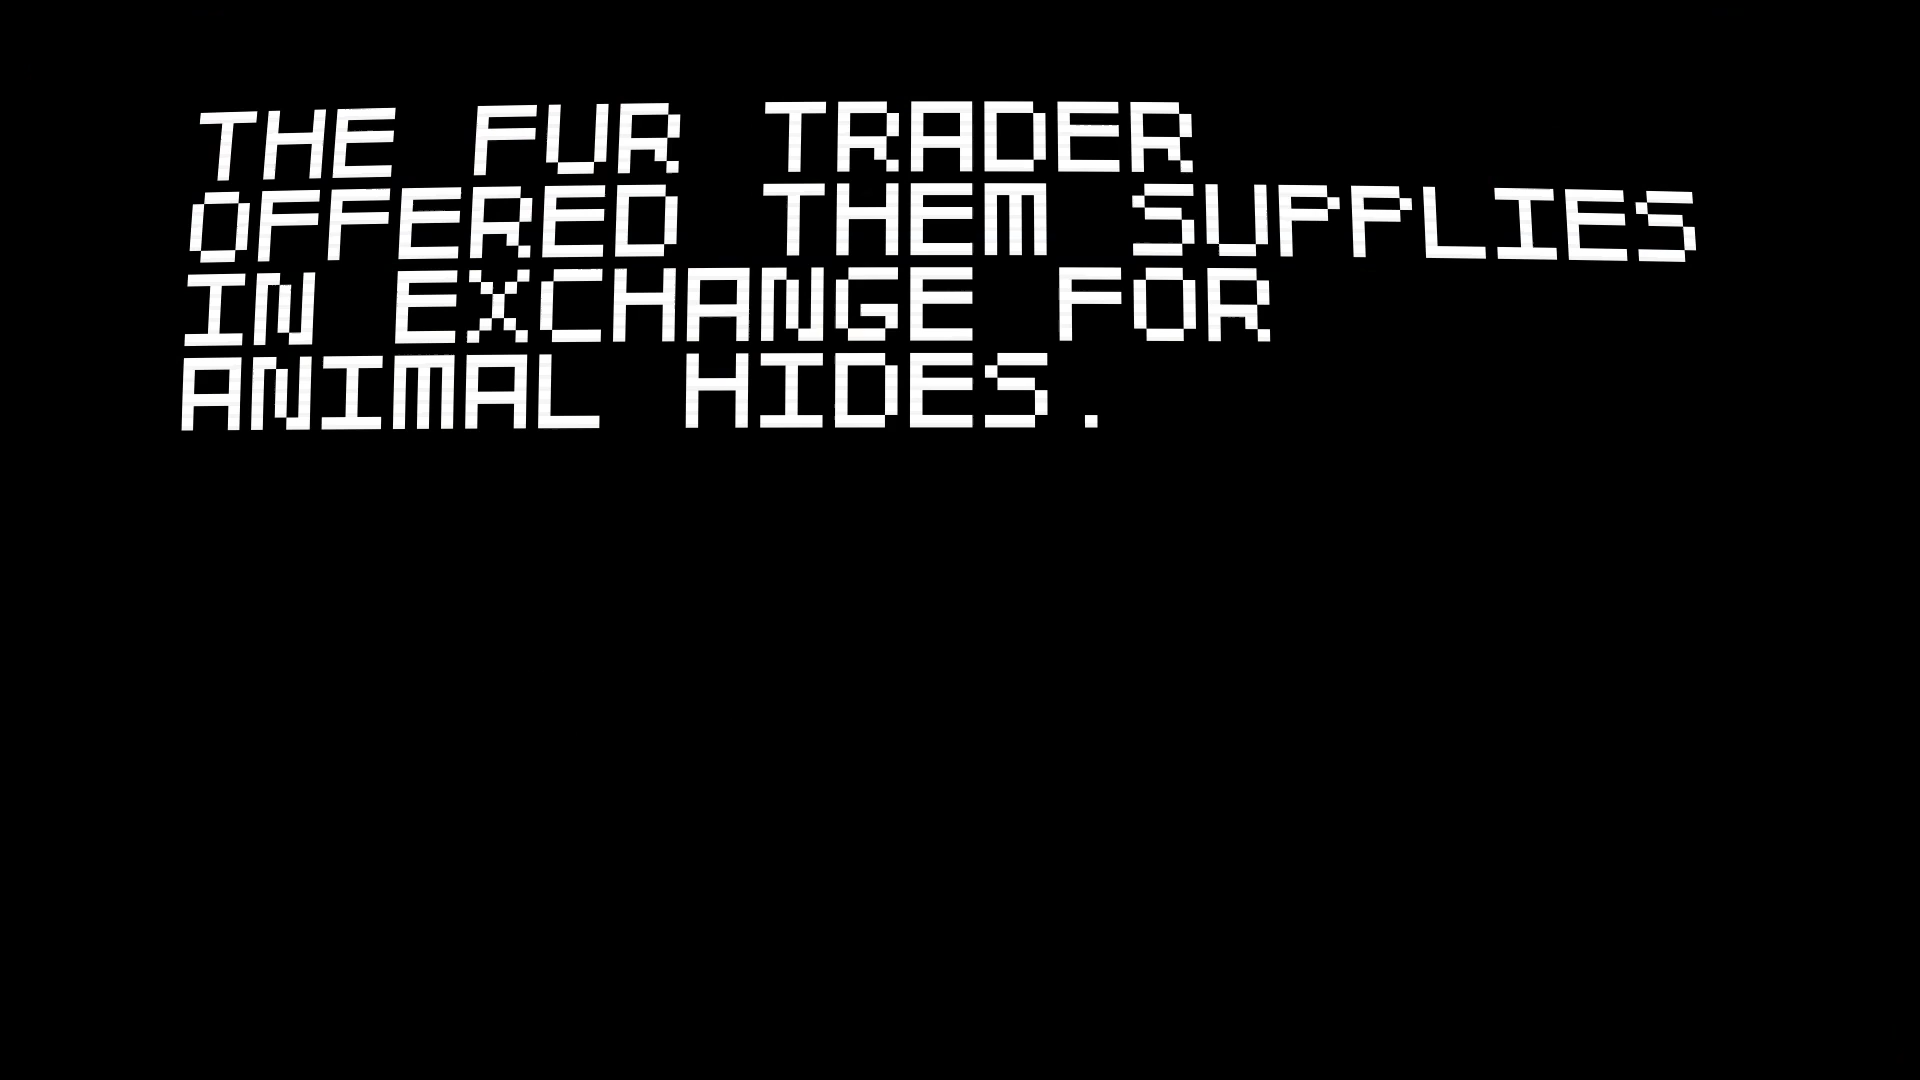 THE FUR TRADER
OFFERED THEM SUPPLIES
IN EXCHANGE FOR
ANIMAL HIDES.